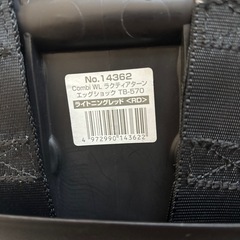 No.14362
Combi WL ラクティアターン
エッグショック TB-570
ライトニングレッド <RD>
4 972990 143622